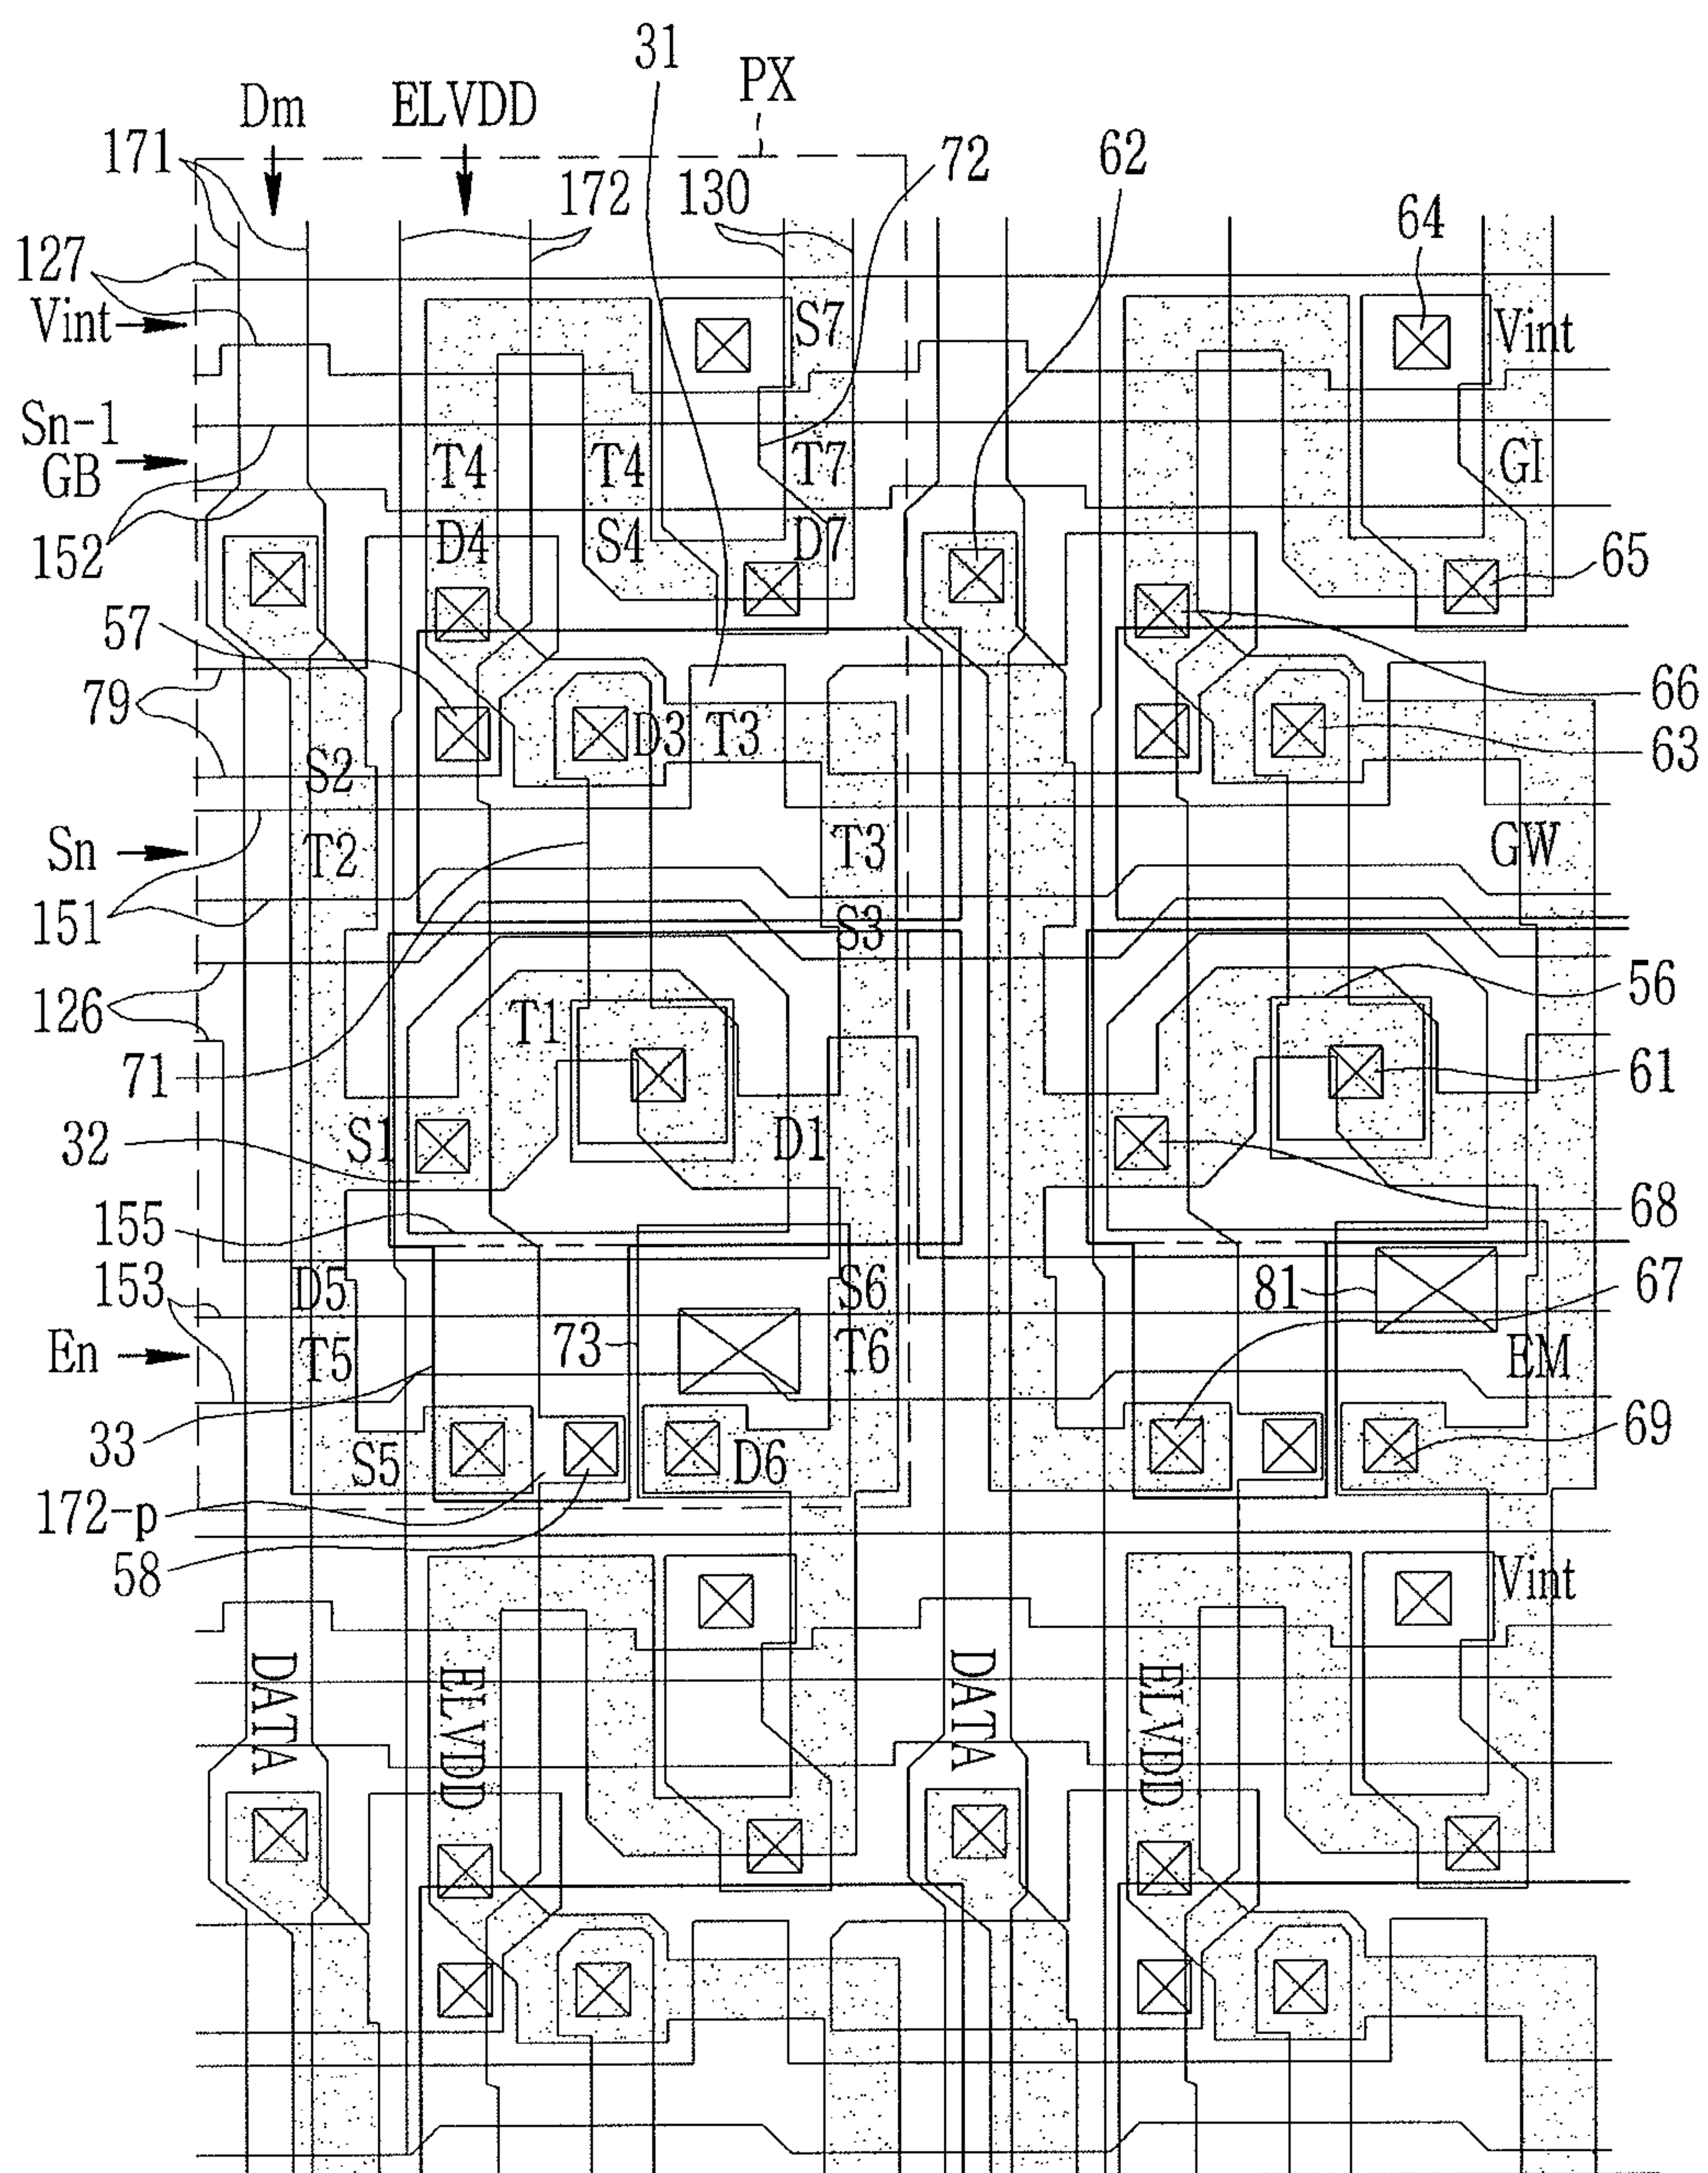 31
Dm ELVDD PX
171 172 130 72 62
64
127
Vint S7 Vint
Sn-1
GB T4 T4 T7 GI
152 D4 S4 D7 65
57
79 66
D3 T3 63
S2
Sn T2 T3 GW
151 S3
126 56
T1
71 61
32 S1 D1
155 68
153 D5 S6 81 67
En T5 73 T6 EM
33 S5 D6 69
172-p
58 Vint
DATA ELVDD DATA ELVDD